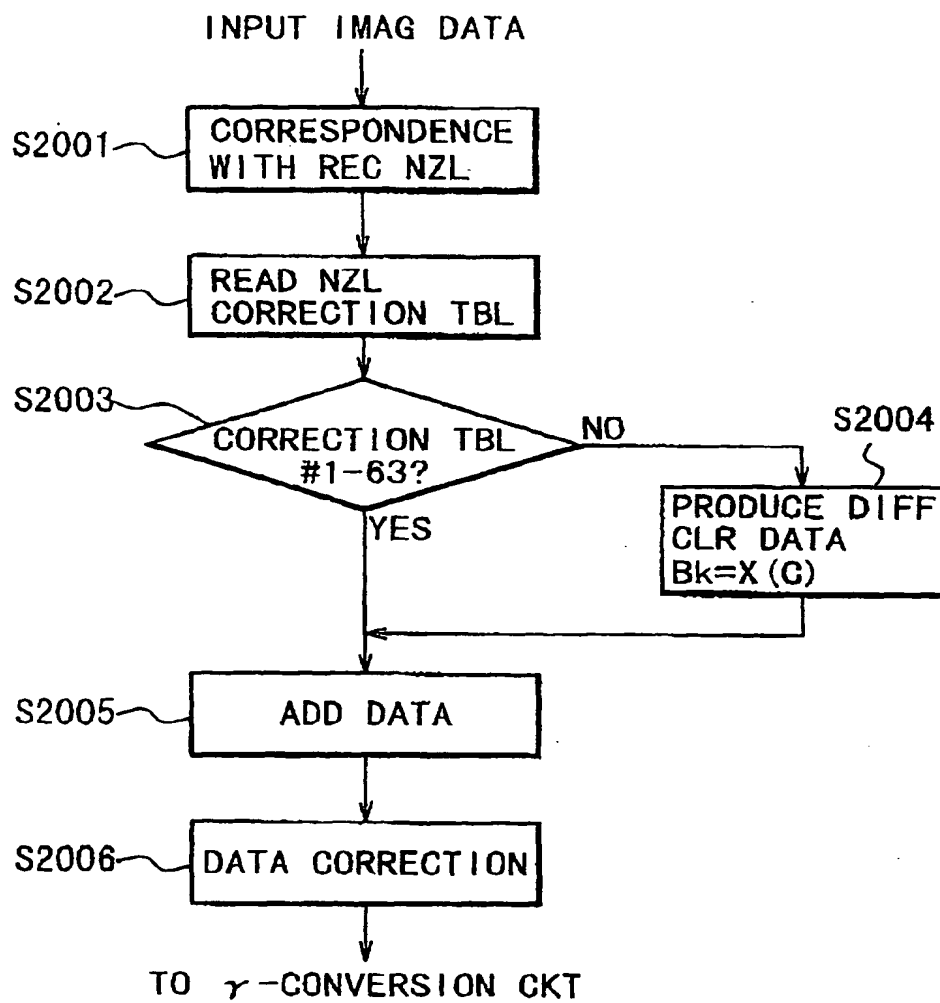 INPUT IMAG DATA
S2001
CORRESPONDENCE
WITH REC NZL
S2002
READ NZL
CORRECTION TBL
S2003
CORRECTION TBL
#1-63?
NO
YES
S2004
PRODUCE DIFF
CLR DATA
Bk=X(C)
S2005
ADD DATA
S2006
DATA CORRECTION
TO γ-CONVERSION CKT